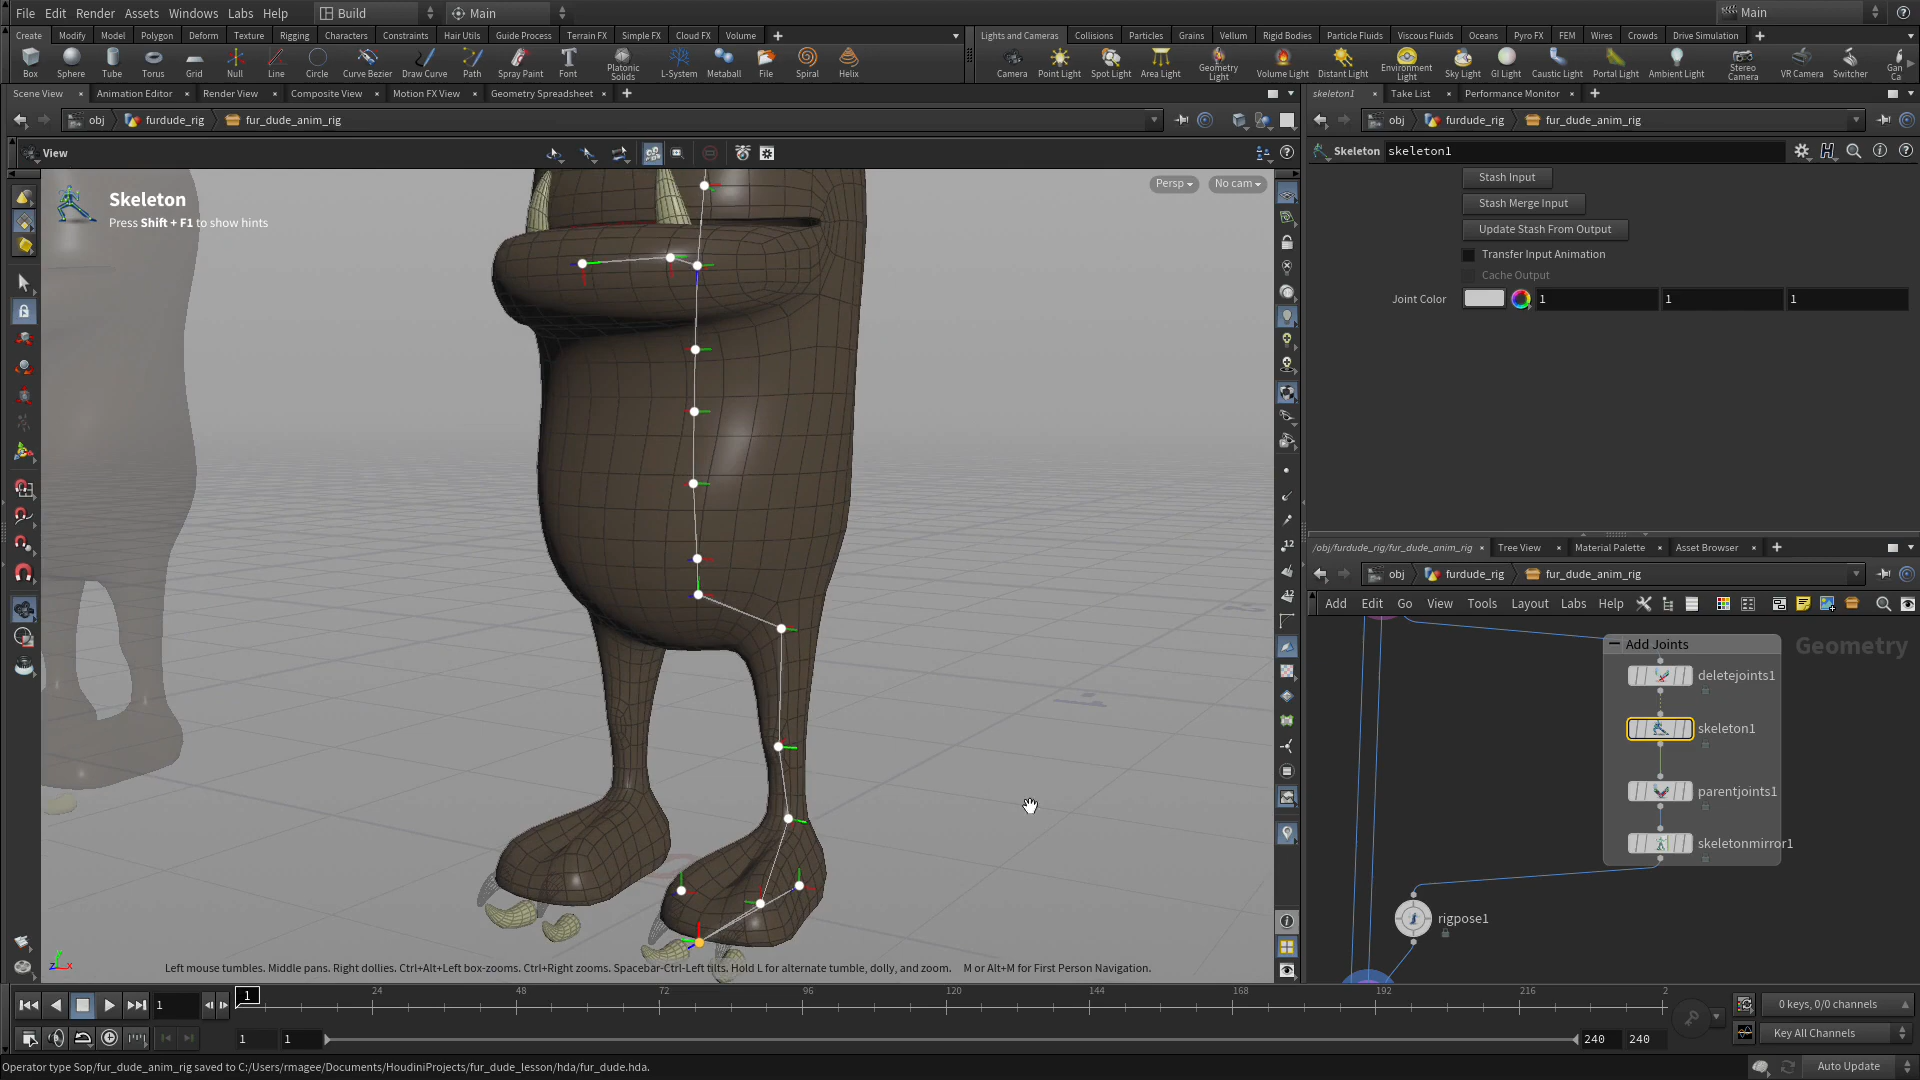 File Edit Render Assets Windows Labs Help Build Main Main
Create Modify Model Polygon Deform Texture Rigging Characters Constraints Hair Utils Guide Process Terrain FX Simple FX Cloud FX Volume
Lights and Cameras Collisions Particles Grains Vellum Rigid Bodies Particle Fluids Viscous Fluids Oceans Pyro FX FEM Wires Crowds Drive Simulation
Box Sphere Tube Torus Grid Null Line Circle Curve Bezier Draw Curve Path Spray Paint Font Platonic Solids L-System Metaball File Spiral Helix
Camera Point Light Spot Light Area Light Geometry Light Volume Light Distant Light Environment Light Sky Light GI Light Caustic Light Portal Light Ambient Light Stereo Camera VR Camera Switcher Gan Ca
Scene View Animation Editor Render View Composite View Motion FX View Geometry Spreadsheet
skeleton1 Take List Performance Monitor
obj furdude_rig fur_dude_anim_rig
obj furdude_rig fur_dude_anim_rig
View
Skeleton skeleton1
Skeleton
Press Shift + F1 to show hints
Persp No cam
Stash Input
Stash Merge Input
Update Stash From Output
Transfer Input Animation
Cache Output
Joint Color 1 1 1
/obj/furdude_rig/fur_dude_anim_rig Tree View Material Palette Asset Browser
obj furdude_rig fur_dude_anim_rig
Add Edit Go View Tools Layout Labs Help
Add Joints
Geometry
deletejoints1
skeleton1
parentjoints1
skeletonmirror1
rigpose1
12
12
Left mouse tumbles. Middle pans. Right dollies. Ctrl+Alt+Left box-zooms. Ctrl+Right zooms. Spacebar-Ctrl-Left tilts. Hold L for alternate tumble, dolly, and zoom. M or Alt+M for First Person Navigation.
z x y
1 1 24 48 72 96 120 144 168 192 216 2
0 keys, 0/0 channels
1 1 240 240
Key All Channels
Operator type Sop/fur_dude_anim_rig saved to C:/Users/rmagee/Documents/HoudiniProjects/fur_dude_lesson/hda/fur_dude.hda.
Auto Update